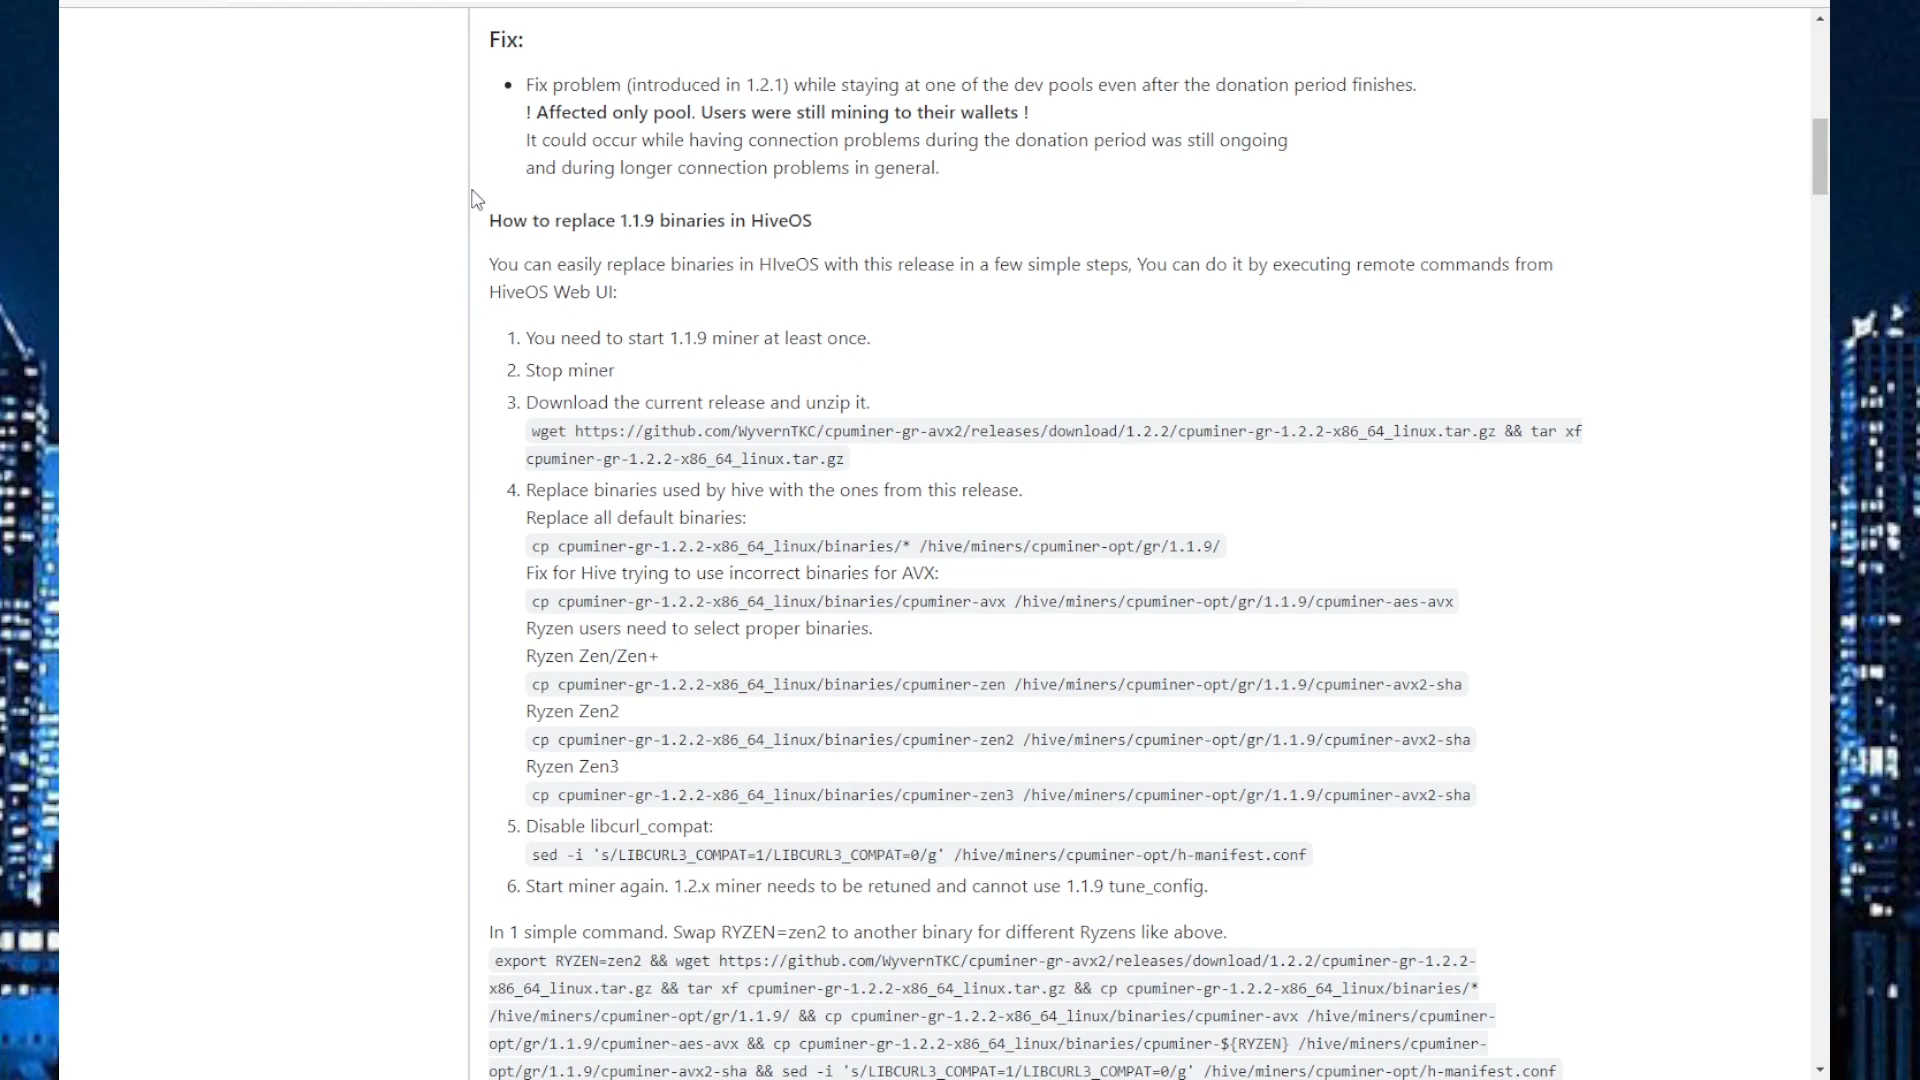 Fix:
• Fix problem (introduced in 1.2.1) while staying at one of the dev pools even after the donation period finishes.
! Affected only pool. Users were still mining to their wallets !
It could occur while having connection problems during the donation period was still ongoing
and during longer connection problems in general.
How to replace 1.1.9 binaries in HiveOS
You can easily replace binaries in HIveOS with this release in a few simple steps, You can do it by executing remote commands from
HiveOS Web UI:
1. You need to start 1.1.9 miner at least once.
2. Stop miner
3. Download the current release and unzip it.
wget https://github.com/WyvernTKC/cpuminer-gr-avx2/releases/download/1.2.2/cpuminer-gr-1.2.2-x86_64_linux.tar.gz && tar xf
cpuminer-gr-1.2.2-x86_64_linux.tar.gz
4. Replace binaries used by hive with the ones from this release.
Replace all default binaries:
cp cpuminer-gr-1.2.2-x86_64_linux/binaries/* /hive/miners/cpuminer-opt/gr/1.1.9/
Fix for Hive trying to use incorrect binaries for AVX:
cp cpuminer-gr-1.2.2-x86_64_linux/binaries/cpuminer-avx /hive/miners/cpuminer-opt/gr/1.1.9/cpuminer-aes-avx
Ryzen users need to select proper binaries.
Ryzen Zen/Zen+
cp cpuminer-gr-1.2.2-x86_64_linux/binaries/cpuminer-zen /hive/miners/cpuminer-opt/gr/1.1.9/cpuminer-avx2-sha
Ryzen Zen2
cp cpuminer-gr-1.2.2-x86_64_linux/binaries/cpuminer-zen2 /hive/miners/cpuminer-opt/gr/1.1.9/cpuminer-avx2-sha
Ryzen Zen3
cp cpuminer-gr-1.2.2-x86_64_linux/binaries/cpuminer-zen3 /hive/miners/cpuminer-opt/gr/1.1.9/cpuminer-avx2-sha
5. Disable libcurl_compat:
sed -i 's/LIBCURL3_COMPAT=1/LIBCURL3_COMPAT=0/g' /hive/miners/cpuminer-opt/h-manifest.conf
6. Start miner again. 1.2.x miner needs to be retuned and cannot use 1.1.9 tune_config.
In 1 simple command. Swap RYZEN=zen2 to another binary for different Ryzens like above.
export RYZEN=zen2 && wget https://github.com/WyvernTKC/cpuminer-gr-avx2/releases/download/1.2.2/cpuminer-gr-1.2.2-
x86_64_linux.tar.gz && tar xf cpuminer-gr-1.2.2-x86_64_linux.tar.gz && cp cpuminer-gr-1.2.2-x86_64_linux/binaries/*
/hive/miners/cpuminer-opt/gr/1.1.9/ && cp cpuminer-gr-1.2.2-x86_64_linux/binaries/cpuminer-avx /hive/miners/cpuminer-
opt/gr/1.1.9/cpuminer-aes-avx && cp cpuminer-gr-1.2.2-x86_64_linux/binaries/cpuminer-${RYZEN} /hive/miners/cpuminer-
opt/gr/1.1.9/cpuminer-avx2-sha && sed -i 's/LIBCURL3_COMPAT=1/LIBCURL3_COMPAT=0/g' /hive/miners/cpuminer-opt/h-manifest.conf